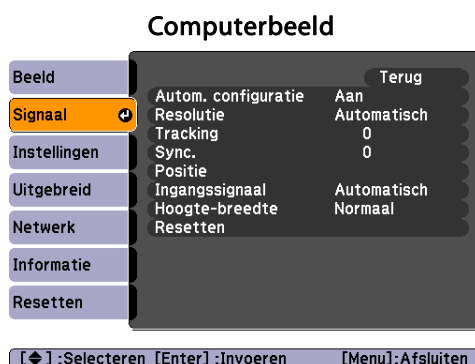 Computerbeeld
Beeld
Signaal
Instellingen
Uitgebreid
Netwerk
Informatie
Resetten
Terug
Autom. configuratie Aan
Resolutie Automatisch
Tracking 0
Sync. 0
Positie
Ingangssignaal Automatisch
Hoogte-breedte Normaal
Resetten
[◆] :Selecteren [Enter] :Invoeren [Menu]:Afsluiten